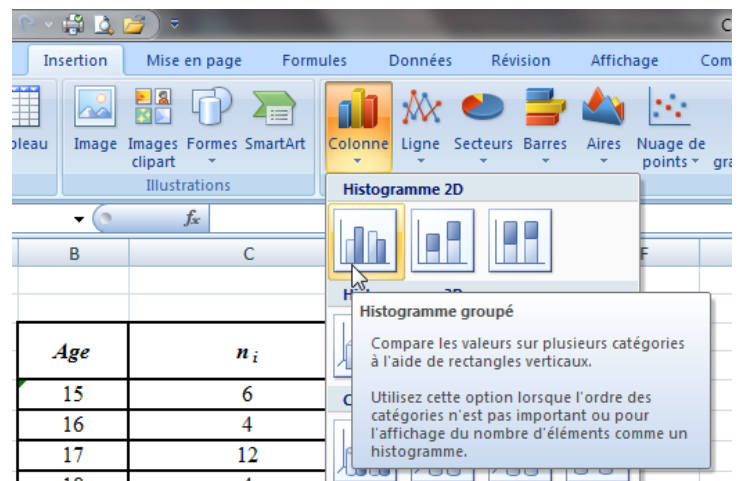 C
Insertion Mise en page Formules Données Révision Affichage Com
Image Images clipart Formes SmartArt Colonne Ligne Secteurs Barres Aires Nuage de points
Illustrations
Histogramme 2D
fx
B C F
Histogramme groupé
Compare les valeurs sur plusieurs catégories
à l'aide de rectangles verticaux.
Utilisez cette option lorsque l'ordre des
catégories n'est pas important ou pour
l'affichage du nombre d'éléments comme un
histogramme.
Age n i
15 6
16 4
17 12